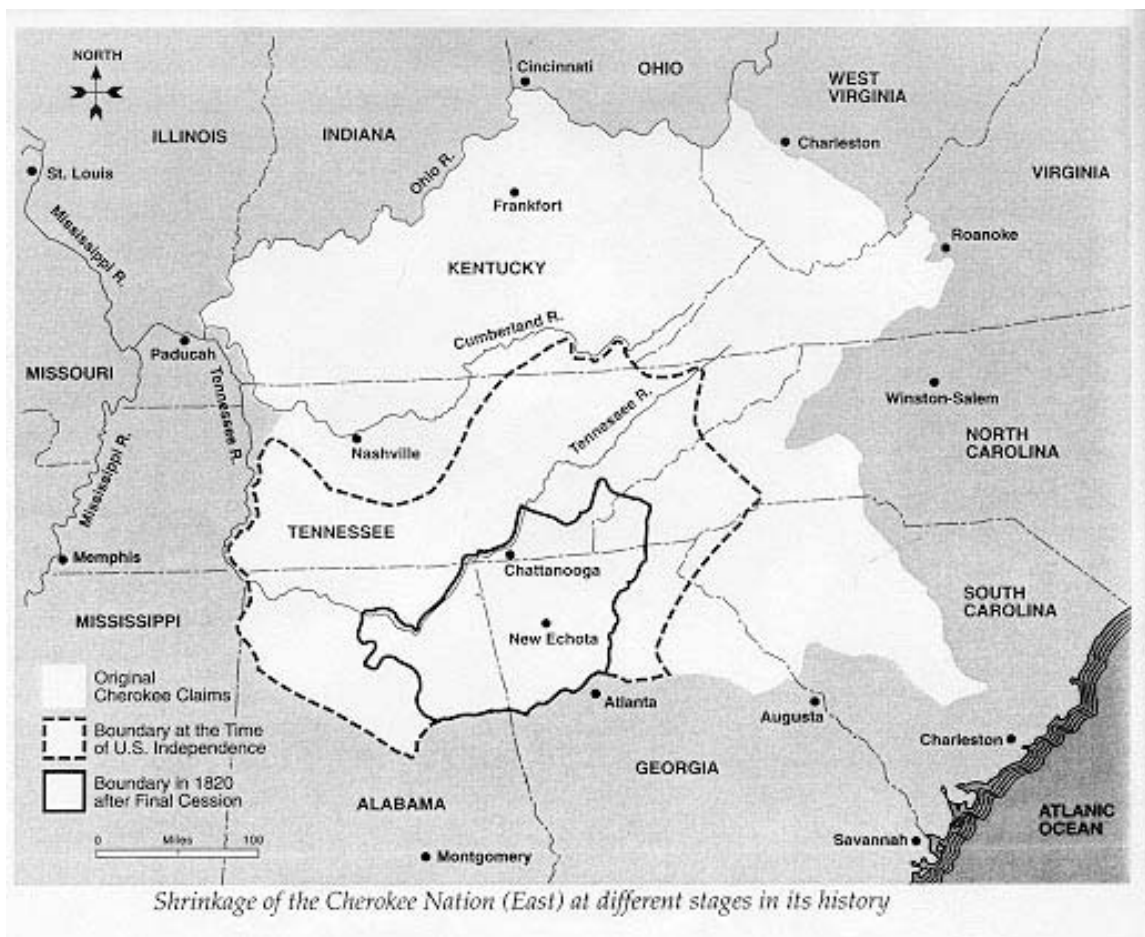 NORTH
Cincinnati
OHIO
WEST
VIRGINIA
ILLINOIS
INDIANA
Charleston
St. Louis
Ohio R.
VIRGINIA
Frankfort
Mississippi R.
Roanoke
KENTUCKY
Cumberland R.
Paducah
MISSOURI
Tennessee R.
Winston-Salem
Tennessee R.
NORTH
CAROLINA
Nashville
Mississippi R.
TENNESSEE
Memphis
Chattanooga
SOUTH
CAROLINA
MISSISSIPPI
New Echota
Original
Cherokee Claims
Atlanta
Augusta
Boundary at the Time
of U.S. Independence
Charleston
GEORGIA
Boundary in 1820
after Final Cession
ALABAMA
ATLANIC
OCEAN
0 Miles 100
Savannah
Montgomery
Shrinkage of the Cherokee Nation (East) at different stages in its history